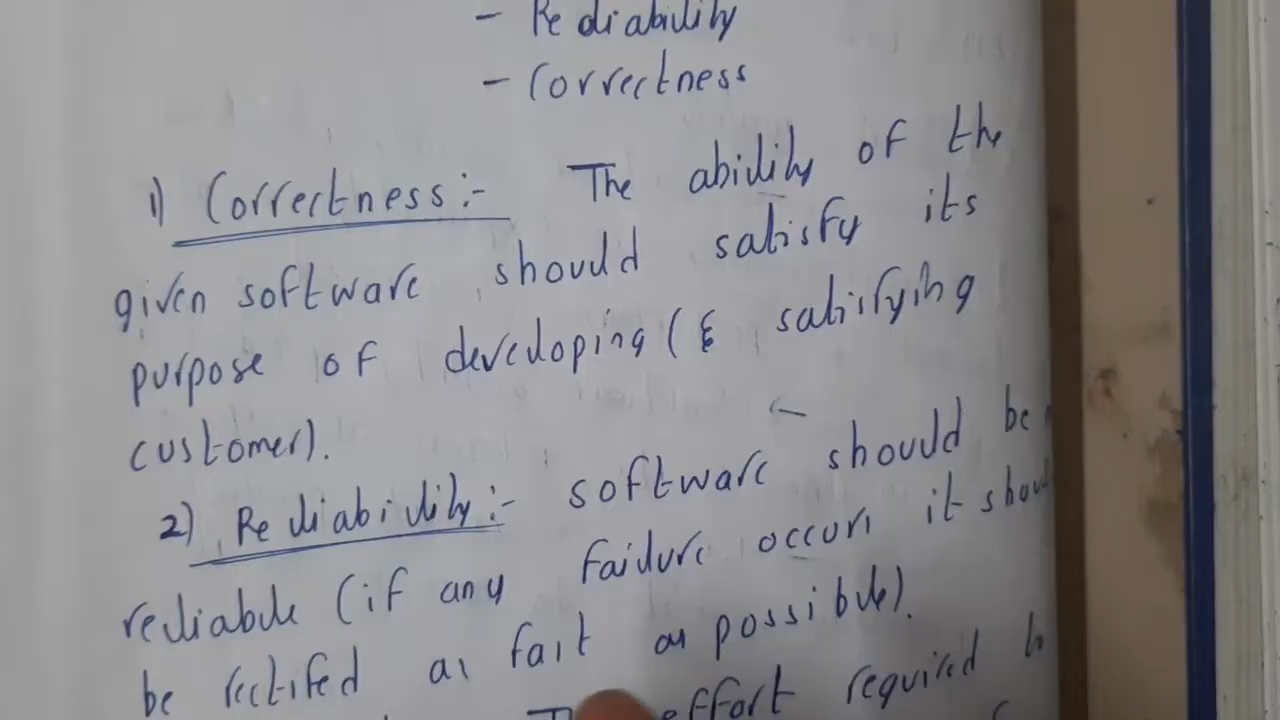 - Reliability
- Correctness
1) Correctness:- The ability of the
given software should satisfy its
purpose of developing (& satisfying
customer).
2) Reliability:- software should be
reliable (if any failure occurs it should
be rectifed as fast as possible).
effort required